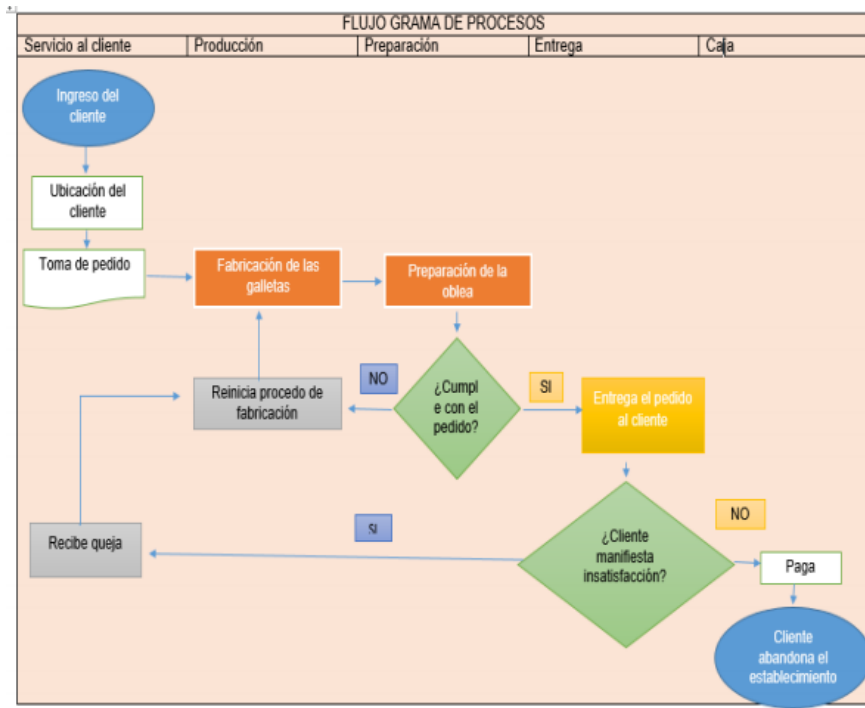 FLUJO GRAMA DE PROCESOS
Servicio al cliente
Producción
Preparación
Entrega
Caja
Ingreso del
cliente
Ubicación del
cliente
Toma de pedido
Fabricación de las
galletas
Preparación de la
oblea
Reinicia procedo de
fabricación
NO
¿Cumpl
e con el
pedido?
SI
Entrega el pedido
al cliente
Recibe queja
SI
¿Cliente
manifiesta
insatisfacción?
NO
Paga
Cliente
abandona el
establecimiento